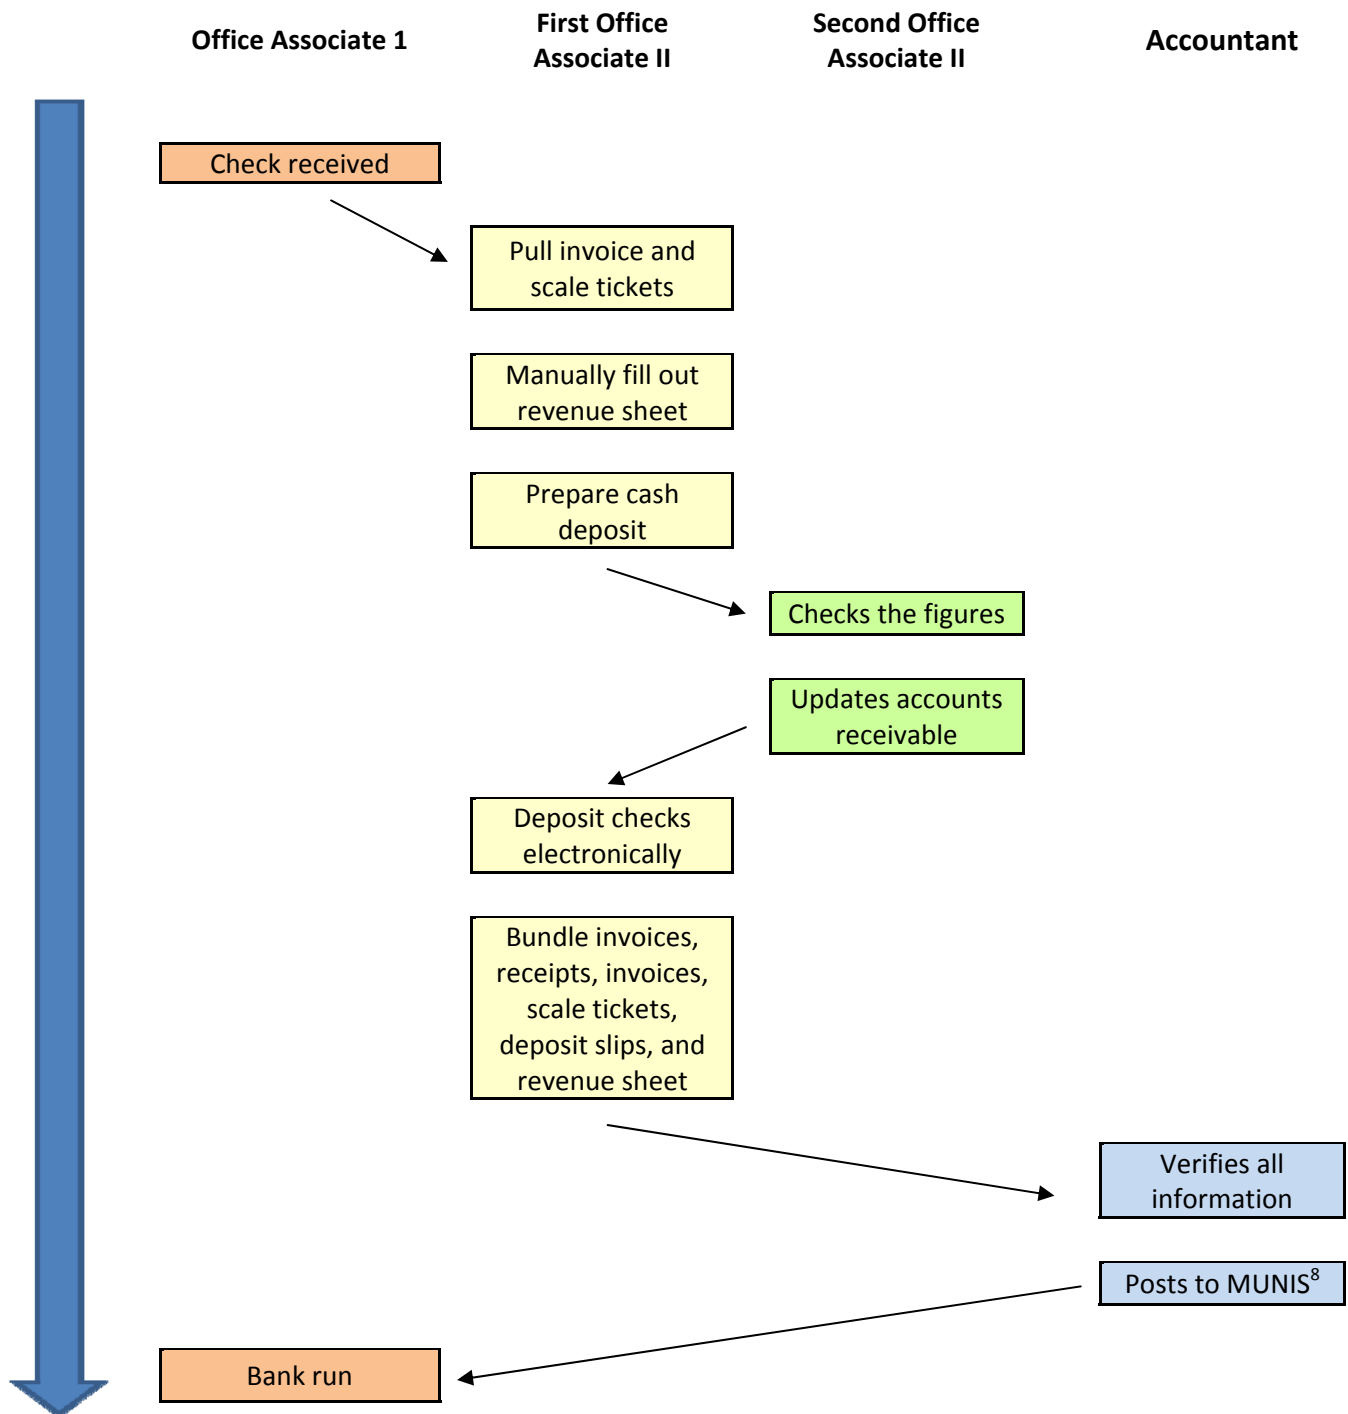 Office Associate 1
First Office
Associate II
Second Office
Associate II
Accountant
Check received
Pull invoice and
scale tickets
Manually fill out
revenue sheet
Prepare cash
deposit
Checks the figures
Updates accounts
receivable
Deposit checks
electronically
Bundle invoices,
receipts, invoices,
scale tickets,
deposit slips, and
revenue sheet
Verifies all
information
Posts to MUNIS⁸
Bank run